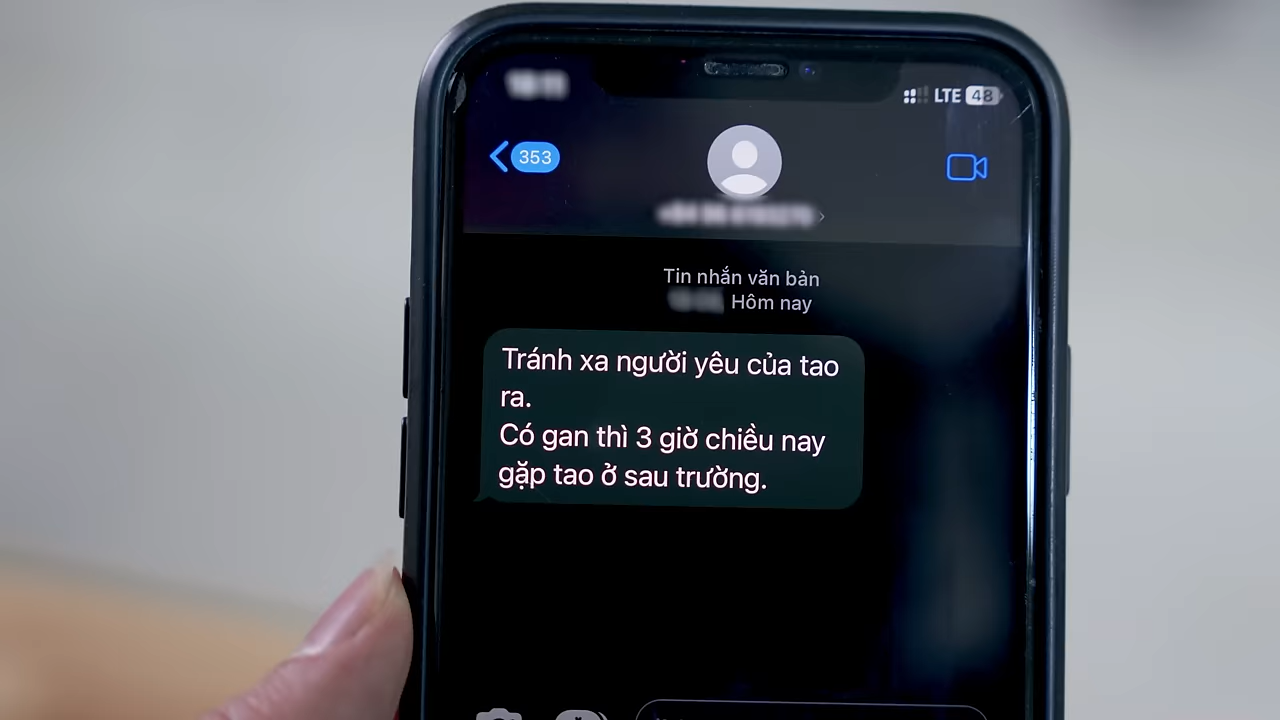 LTE 48
353
Tin nhắn văn bản
Hôm nay
Tránh xa người yêu của tao
ra.
Có gan thì 3 giờ chiều nay
gặp tao ở sau trường.